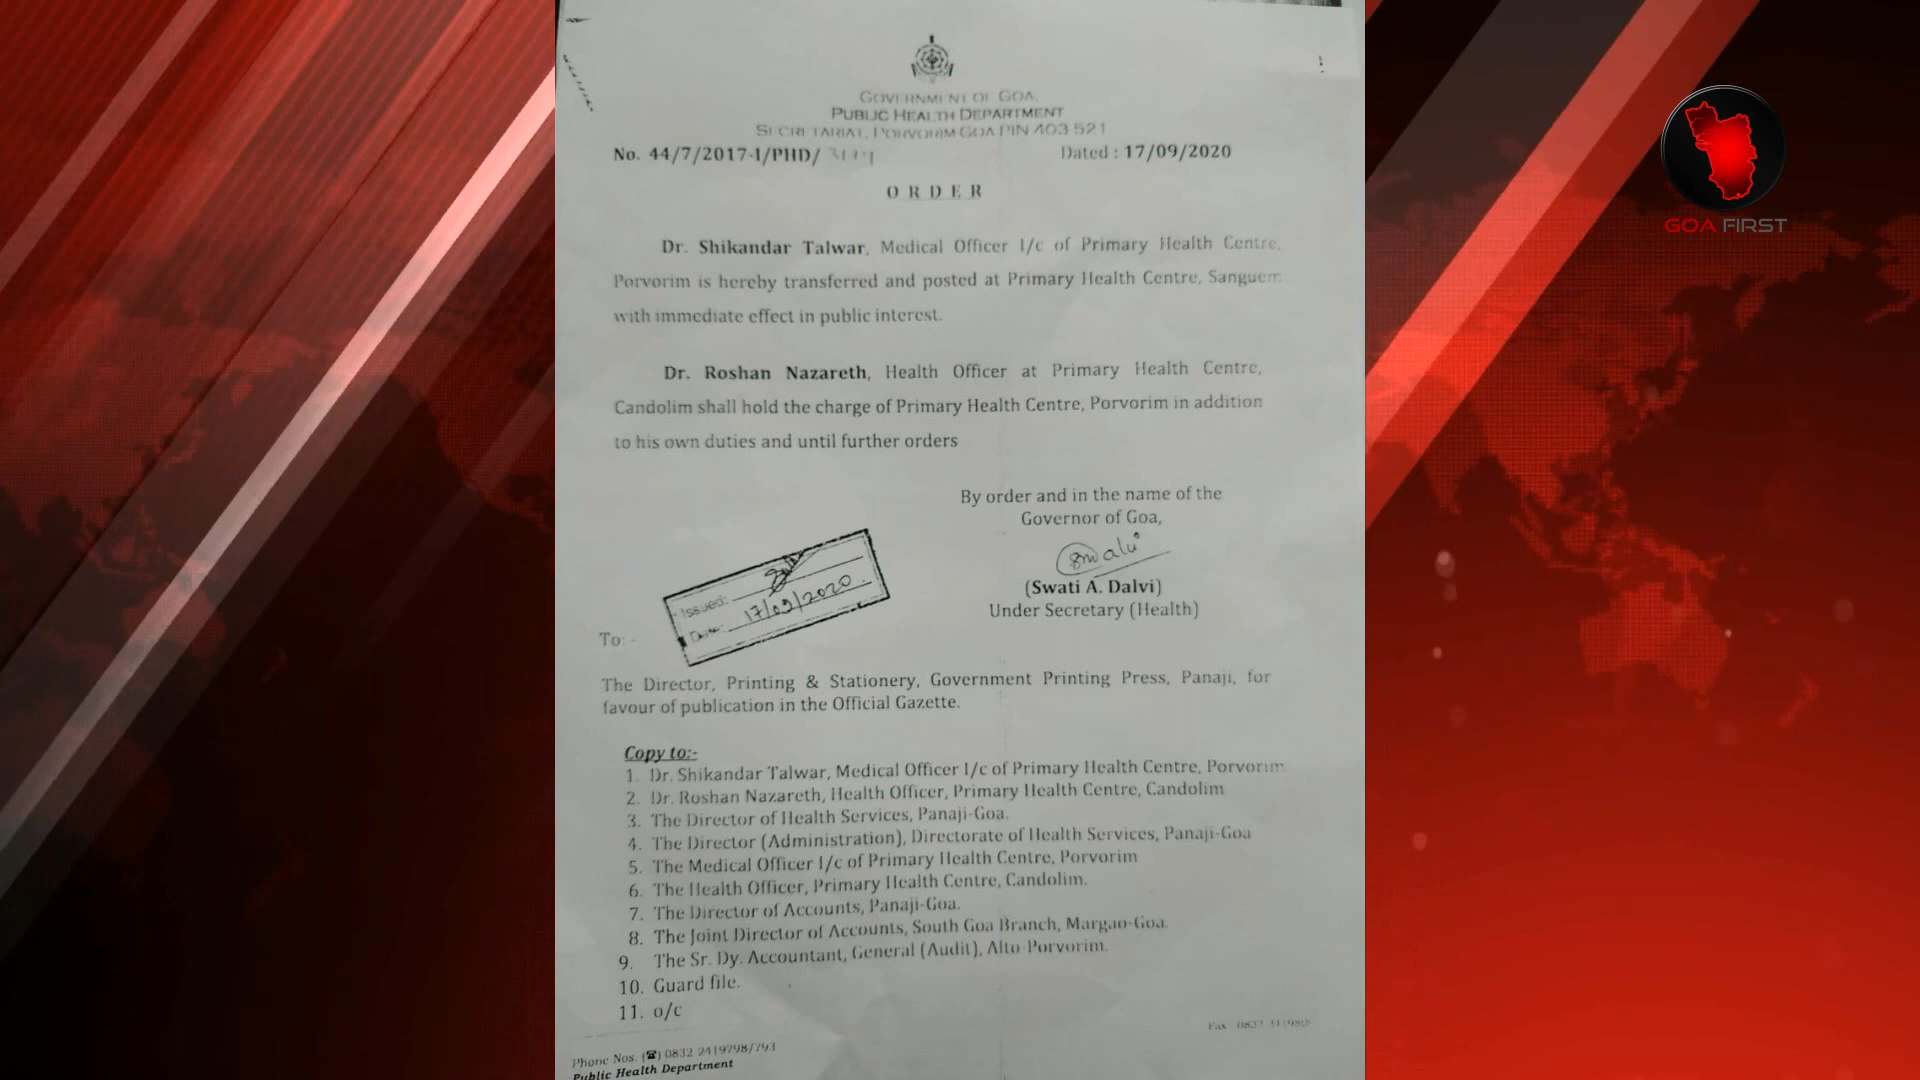 GOVERNMENT OF GOA,
PUBLIC HEALTH DEPARTMENT
SECRETARIAT, PORVORIM GOA PIN 403 521
No. 44/7/2017-I/PHD/
Dated : 17/09/2020
ORDER
GOA FIRST
Dr. Shikandar Talwar, Medical Officer I/c of Primary Health Centre,
Porvorim is hereby transferred and posted at Primary Health Centre, Sanguem
with immediate effect in public interest.
Dr. Roshan Nazareth, Health Officer at Primary Health Centre,
Candolim shall hold the charge of Primary Health Centre, Porvorim in addition
to his own duties and until further orders
By order and in the name of the
Governor of Goa,
(Swati A. Dalvi)
Under Secretary (Health)
Issued:
Date: 17/09/2020
To: -
The Director, Printing & Stationery, Government Printing Press, Panaji, for
favour of publication in the Official Gazette.
Copy to:-
1. Dr. Shikandar Talwar, Medical Officer I/c of Primary Health Centre, Porvorim
2. Dr. Roshan Nazareth, Health Officer, Primary Health Centre, Candolim
3. The Director of Health Services, Panaji-Goa.
4. The Director (Administration), Directorate of Health Services, Panaji-Goa
5. The Medical Officer I/c of Primary Health Centre, Porvorim
6. The Health Officer, Primary Health Centre, Candolim.
7. The Director of Accounts, Panaji-Goa.
8. The Joint Director of Accounts, South Goa Branch, Margao-Goa.
9. The Sr. Dy. Accountant, General (Audit), Alto-Porvorim.
10. Guard file.
11. o/c
Fax 0832
Phone Nos. (☎) 0832 2419798/793
Public Health Department